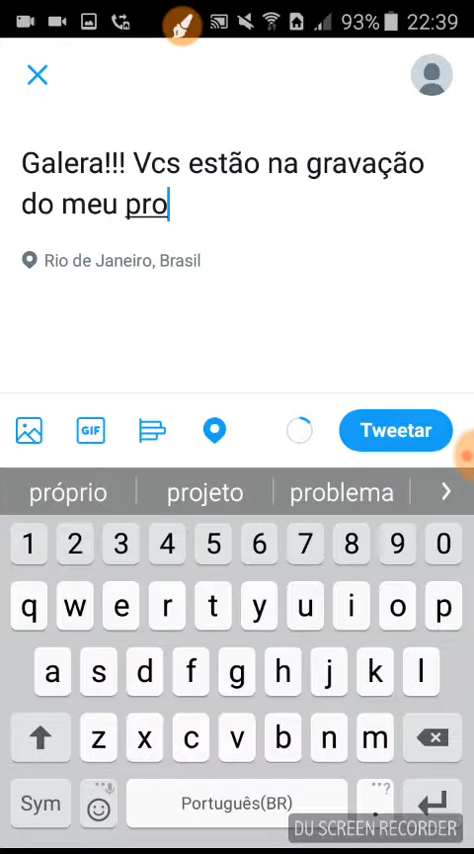 93% 22:39
Galera!!! Vcs estão na gravação
do meu pro
Rio de Janeiro, Brasil
GIF
Tweetar
próprio projeto problema >
1 2 3 4 5 6 7 8 9 0
q w e r t y u i o p
a s d f g h j k l
z x c v b n m
Sym Português(BR) . ?
DU SCREEN RECORDER